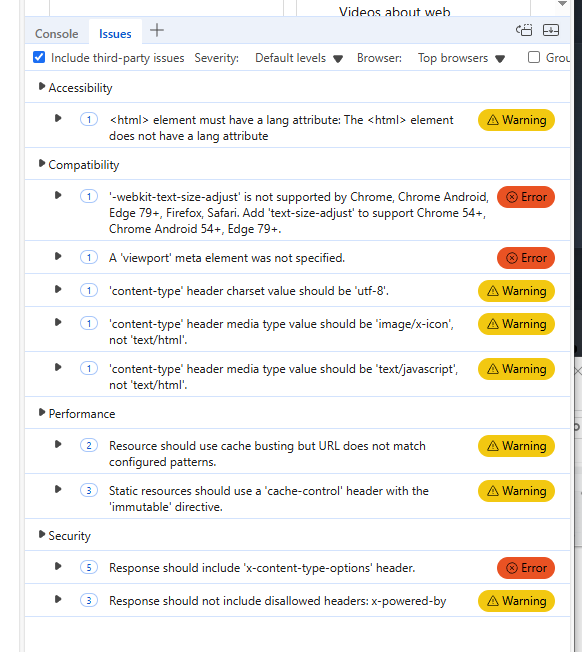 Videos about web
Console Issues
Include third-party issues Severity: Default levels Browser: Top browsers
Accessibility
1 <html> element must have a lang attribute: The <html> element Warning
does not have a lang attribute
Compatibility
1 '-webkit-text-size-adjust' is not supported by Chrome, Chrome Android, Error
Edge 79+, Firefox, Safari. Add 'text-size-adjust' to support Chrome 54+,
Chrome Android 54+, Edge 79+.
1 A 'viewport' meta element was not specified. Error
1 'content-type' header charset value should be 'utf-8'. Warning
1 'content-type' header media type value should be 'image/x-icon', Warning
not 'text/html'.
1 'content-type' header media type value should be 'text/javascript', Warning
not 'text/html'.
Performance
2 Resource should use cache busting but URL does not match Warning
configured patterns.
3 Static resources should use a 'cache-control' header with the Warning
'immutable' directive.
Security
5 Response should include 'x-content-type-options' header. Error
3 Response should not include disallowed headers: x-powered-by Warning